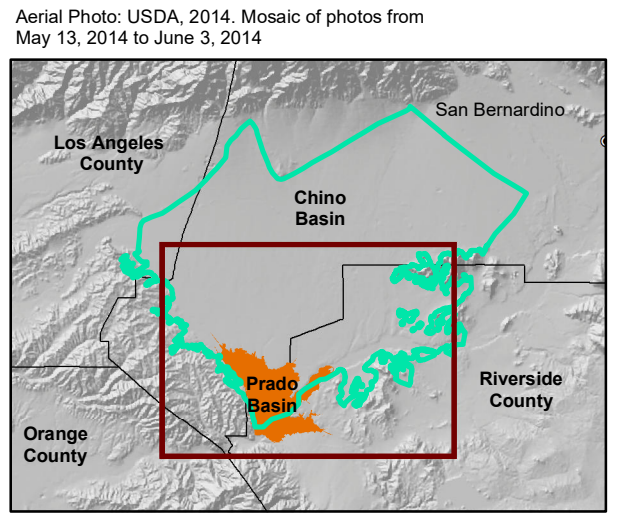 Aerial Photo: USDA, 2014. Mosaic of photos from
May 13, 2014 to June 3, 2014
San Bernardino
Los Angeles
County
Chino
Basin
Prado
Basin
Riverside
County
Orange
County